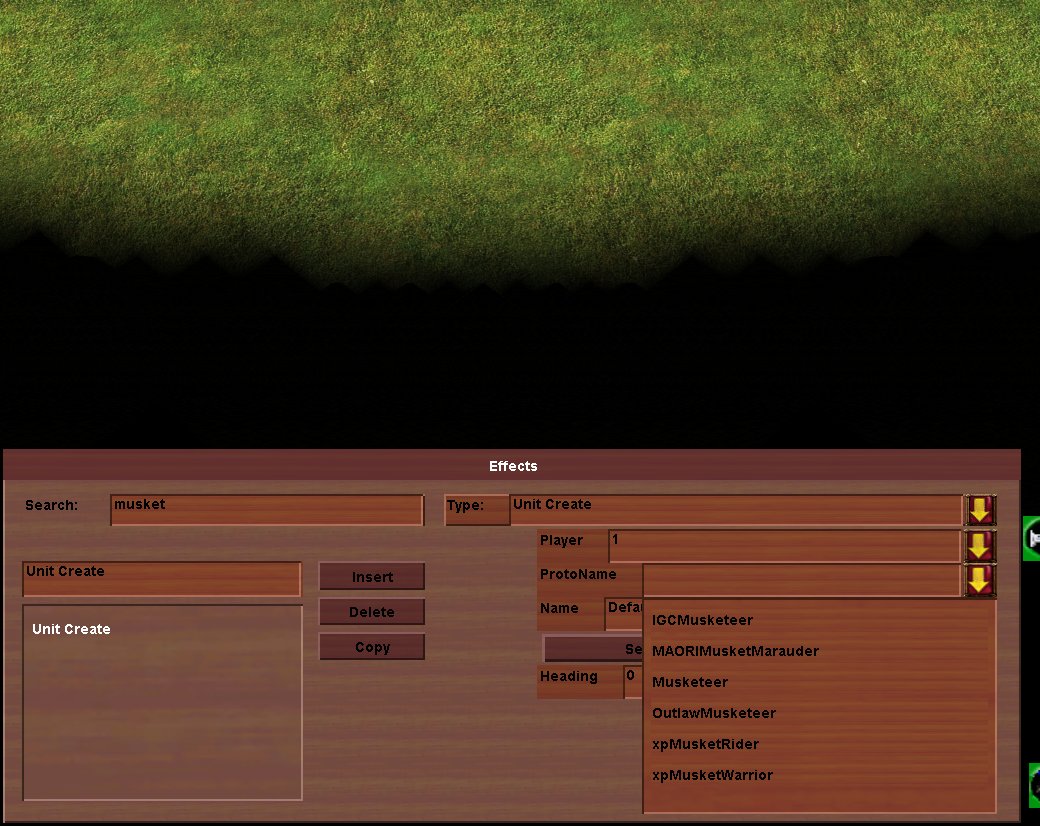 Effects
Search: musket
Type: Unit Create
Player 1
Unit Create
ProtoName
Insert
Name
Unit Create
Delete
IGCMusketeer
Copy
MAORIMusketMarauder
Heading 0
Musketeer
OutlawMusketeer
xpMusketRider
xpMusketWarrior